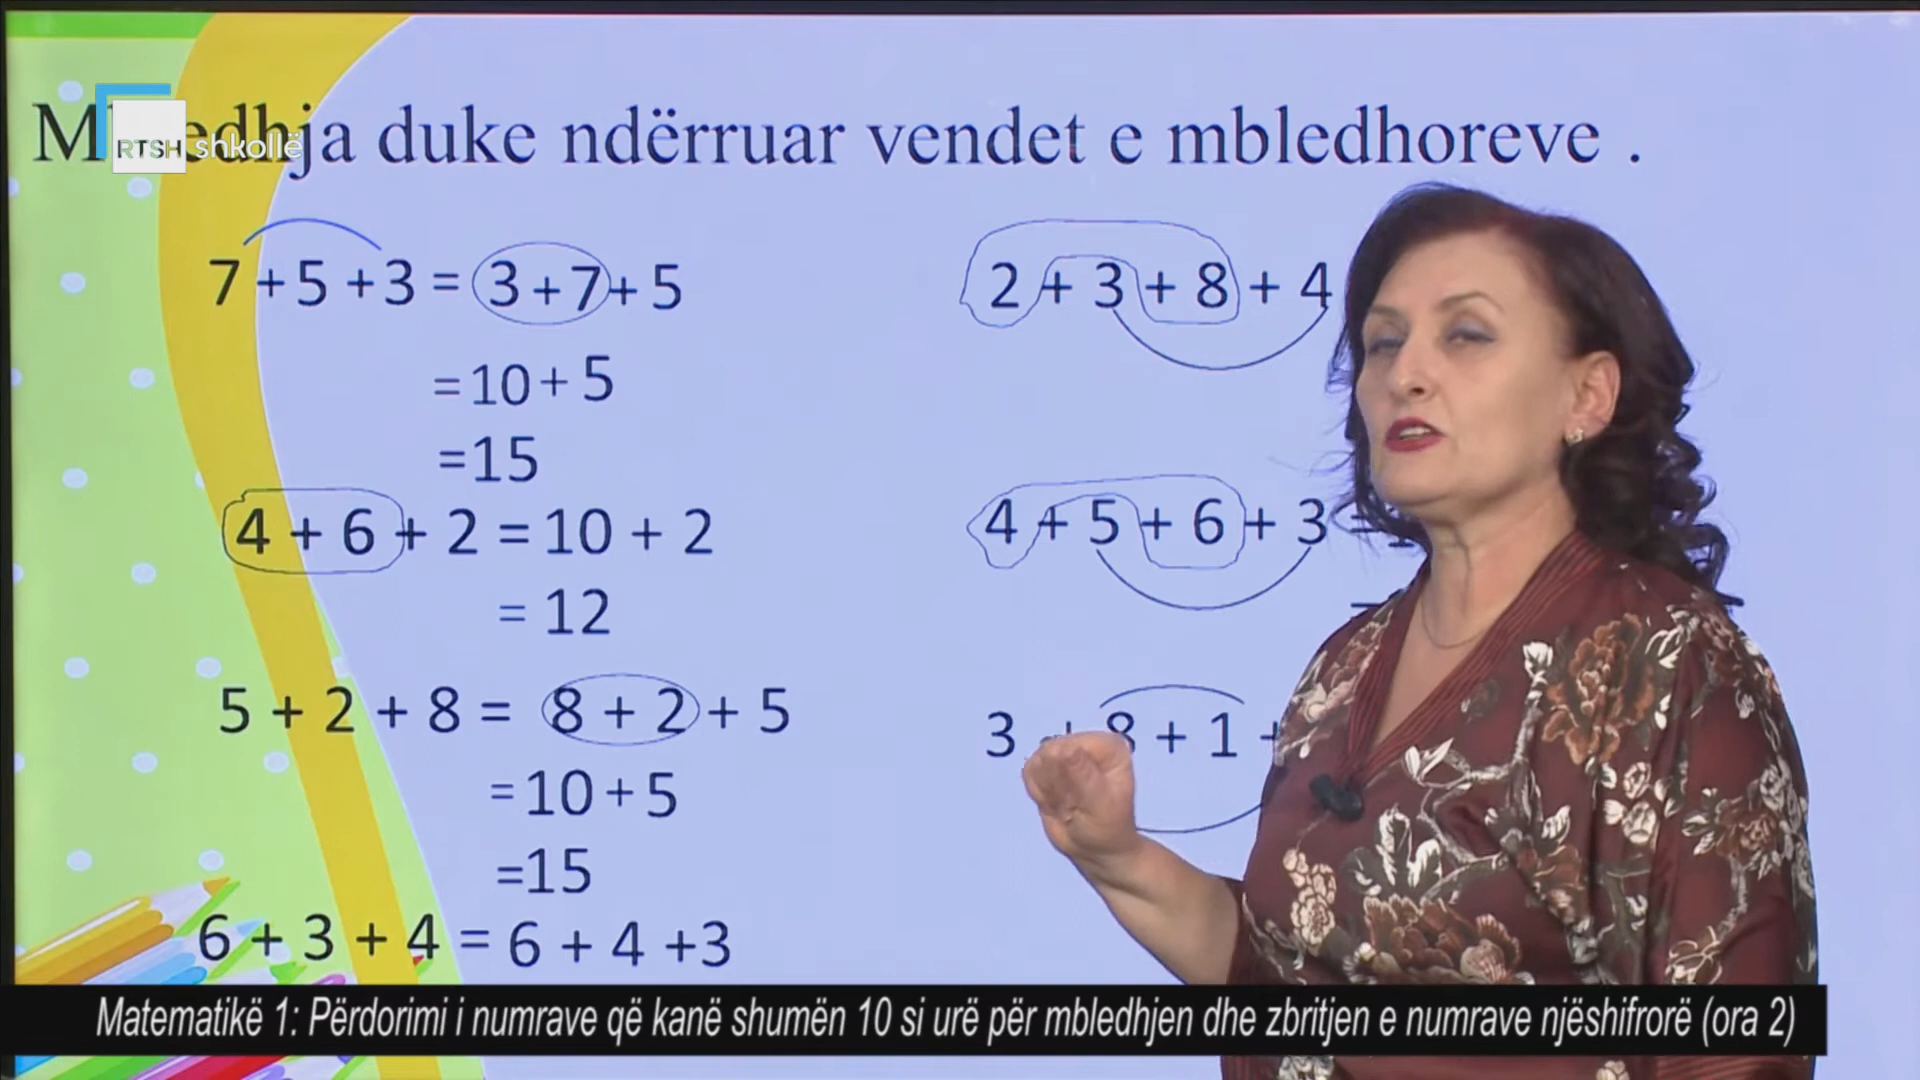 Mbledhja duke ndërruar vendet e mbledhoreve .
RTSH shkollë
7 + 5 + 3 = 3 + 7 + 5
= 10 + 5
= 15
4 + 6 + 2 = 10 + 2
= 12
5 + 2 + 8 = 8 + 2 + 5
= 10 + 5
= 15
6 + 3 + 4 = 6 + 4 + 3
2 + 3 + 8 + 4
4 + 5 + 6 + 3 =
3 + 8 + 1 +
Matematikë 1: Përdorimi i numrave që kanë shumën 10 si urë për mbledhjen dhe zbritjen e numrave njëshifrorë (ora 2)